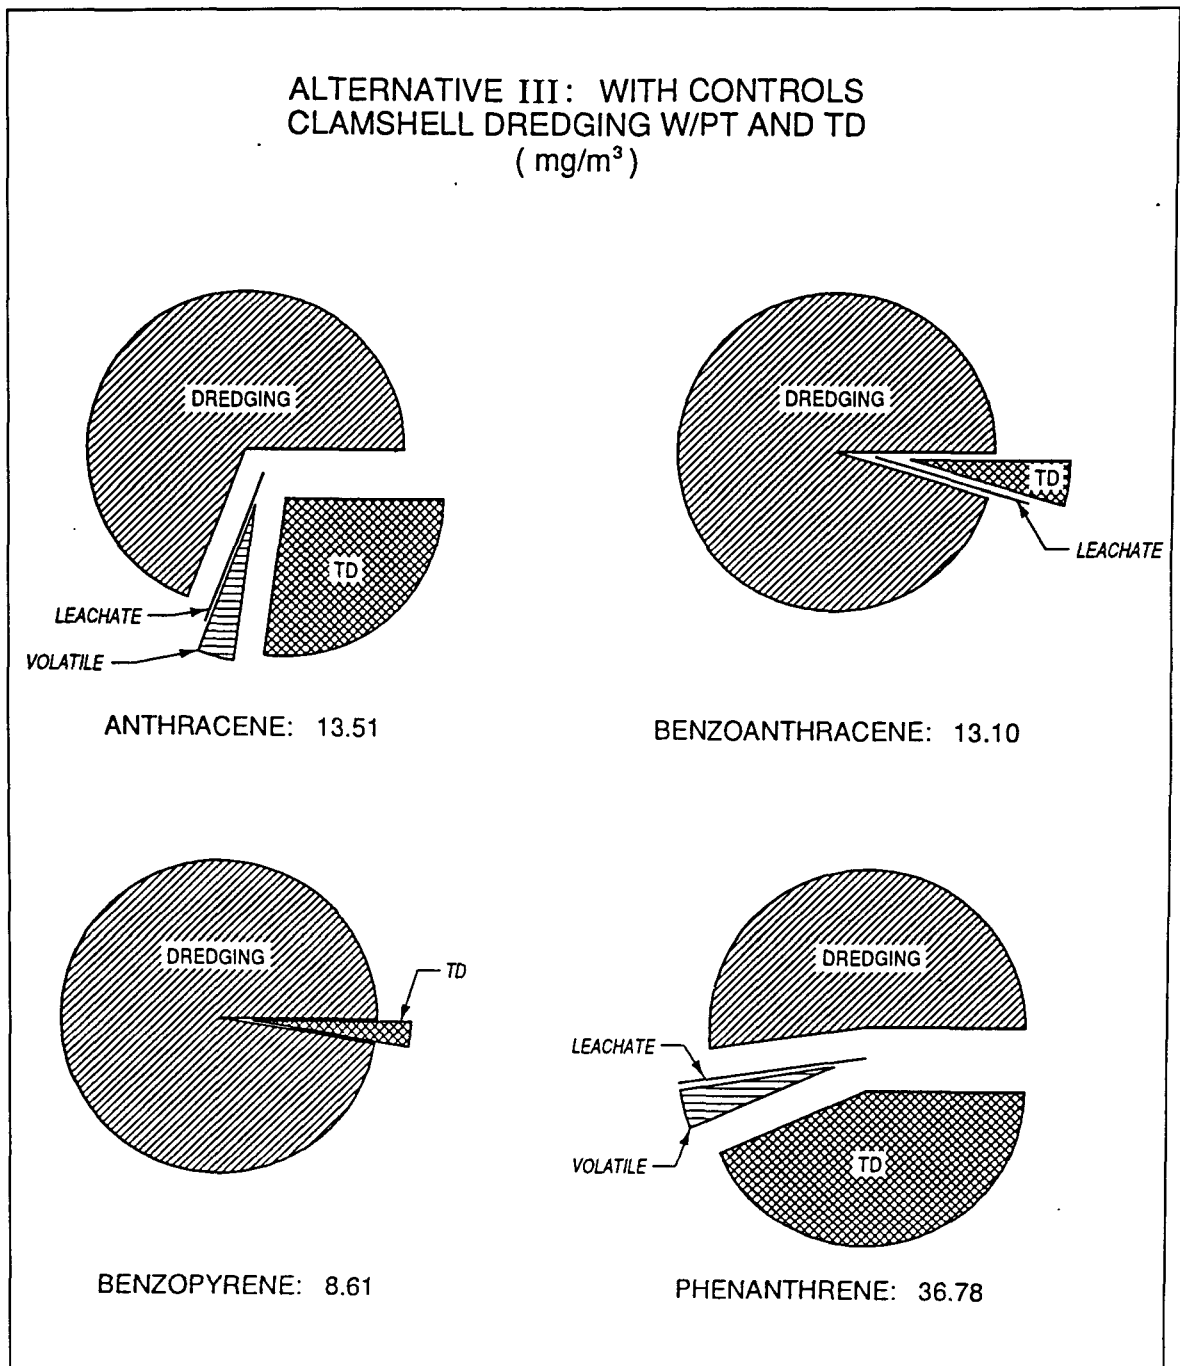 ALTERNATIVE III: WITH CONTROLS
CLAMSHELL DREDGING W/PT AND TD
( mg/m³ )
DREDGING
TD
LEACHATE
VOLATILE
ANTHRACENE: 13.51
DREDGING
TD
LEACHATE
BENZOANTHRACENE: 13.10
DREDGING
TD
BENZOPYRENE: 8.61
DREDGING
LEACHATE
VOLATILE
TD
PHENANTHRENE: 36.78